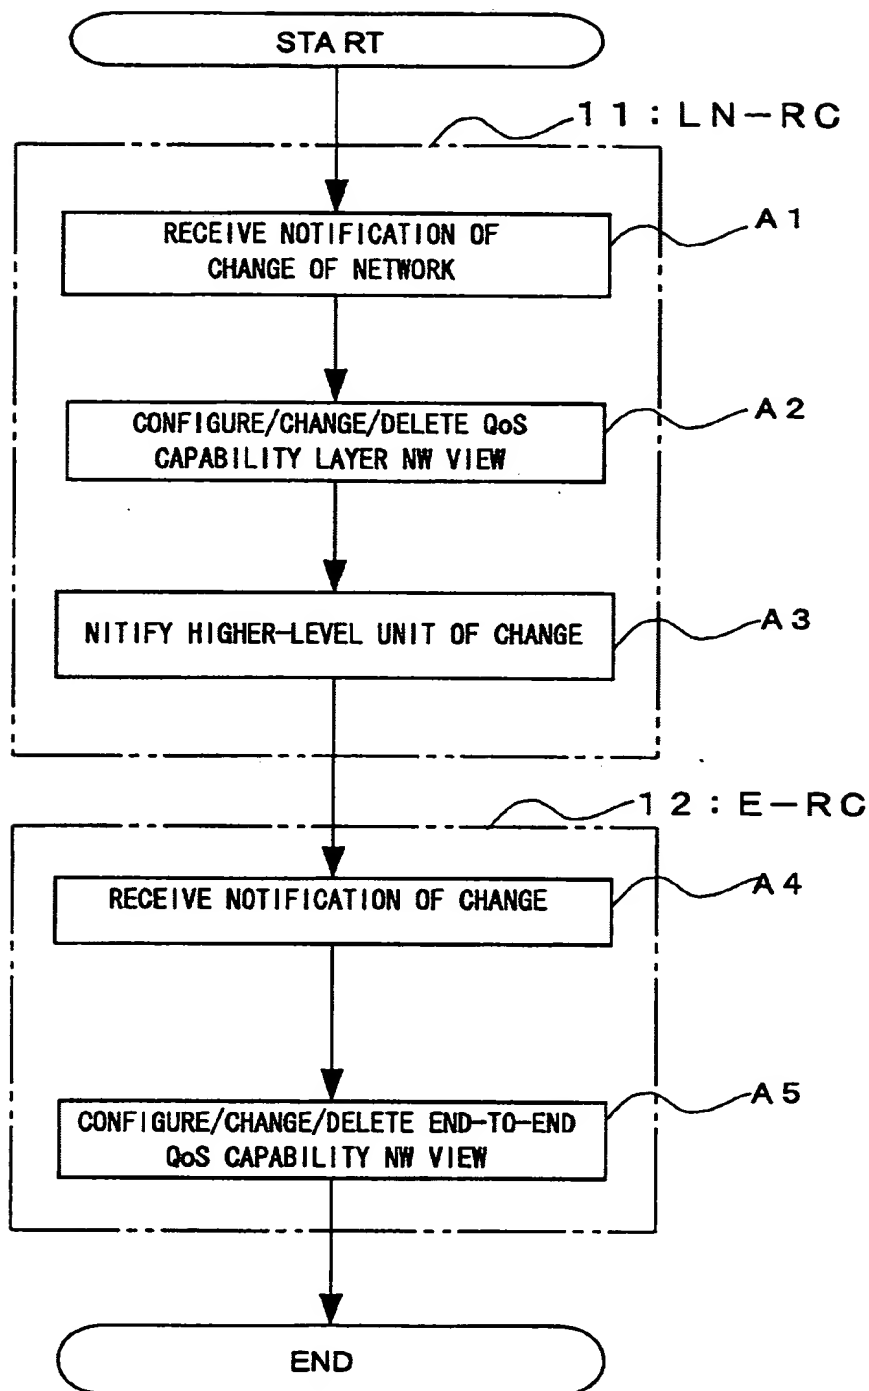 START
11:LN-RC
RECEIVE NOTIFICATION OF
CHANGE OF NETWORK
A1
CONFIGURE/CHANGE/DELETE QoS
CAPABILITY LAYER NW VIEW
A2
NITIFY HIGHER-LEVEL UNIT OF CHANGE
A3
12:E-RC
RECEIVE NOTIFICATION OF CHANGE
A4
CONFIGURE/CHANGE/DELETE END-TO-END
QoS CAPABILITY NW VIEW
A5
END